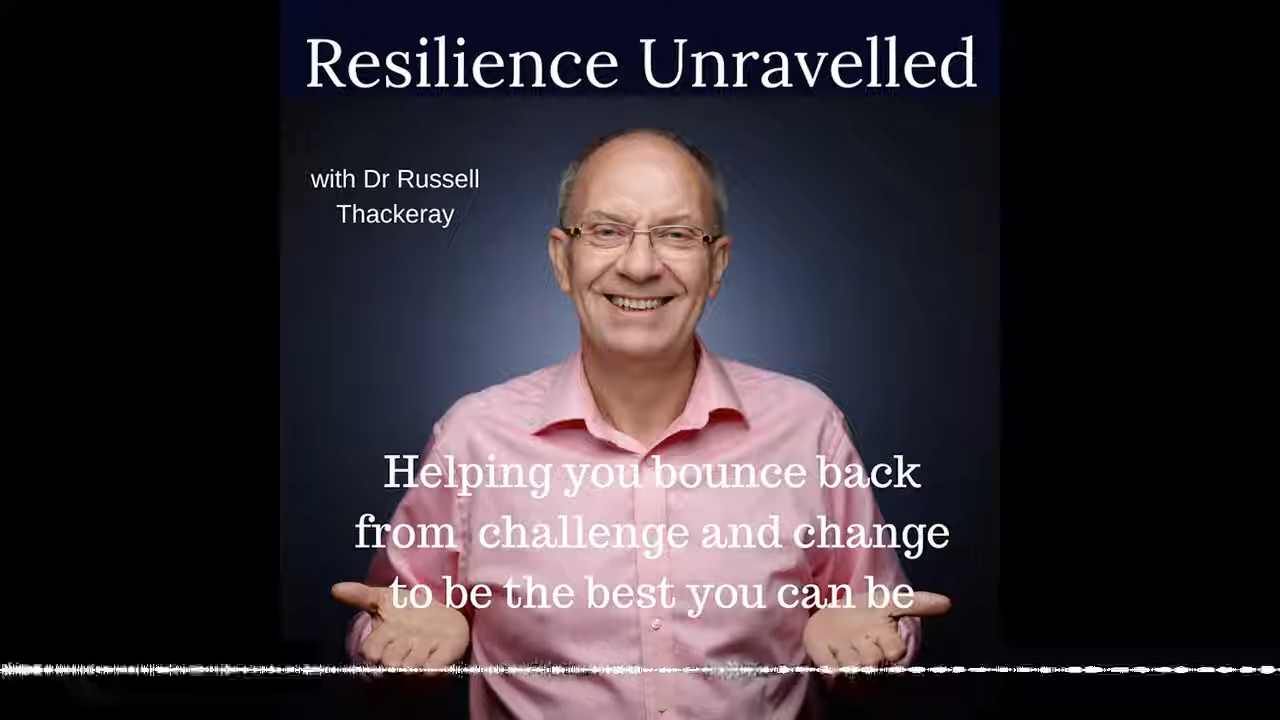 Resilience Unravelled
with Dr Russell
Thackeray
Helping you bounce back
from challenge and change
to be the best you can be